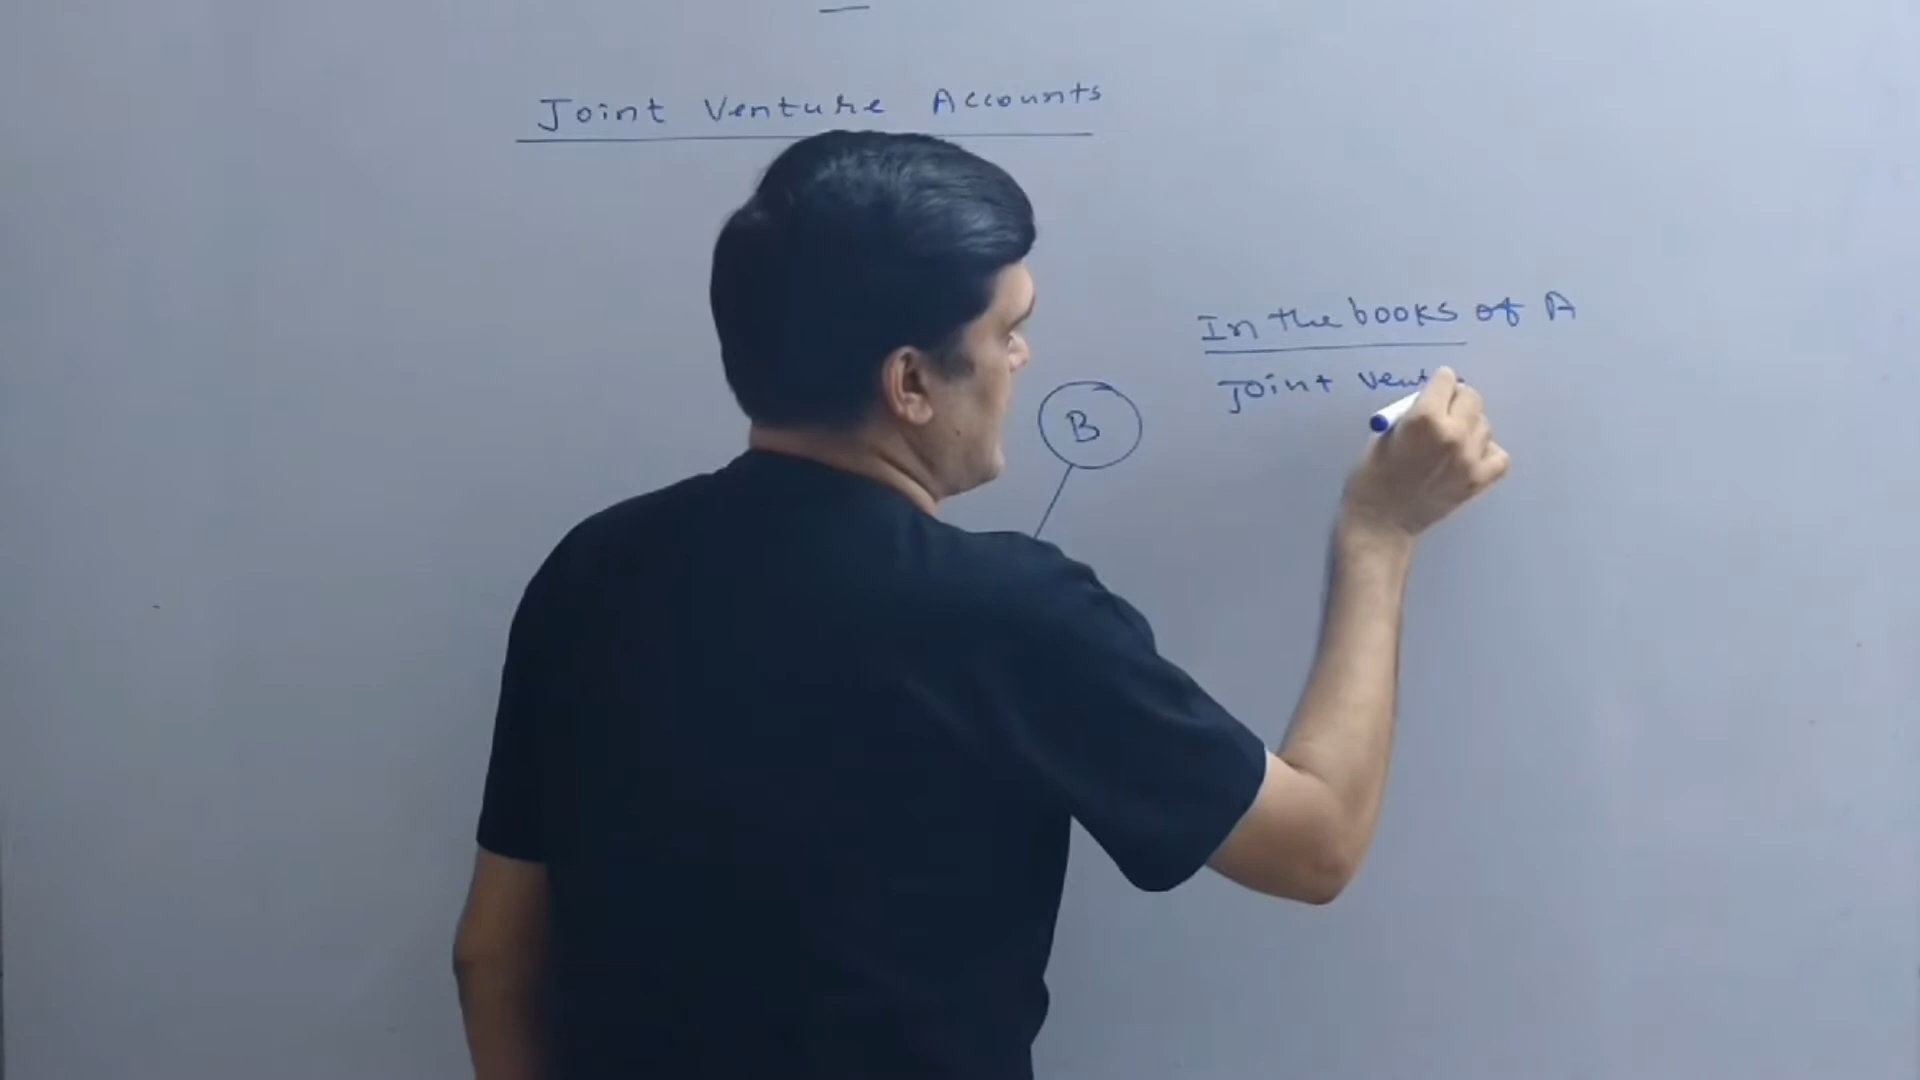 Joint Venture Accounts
In the books of A
B
Joint